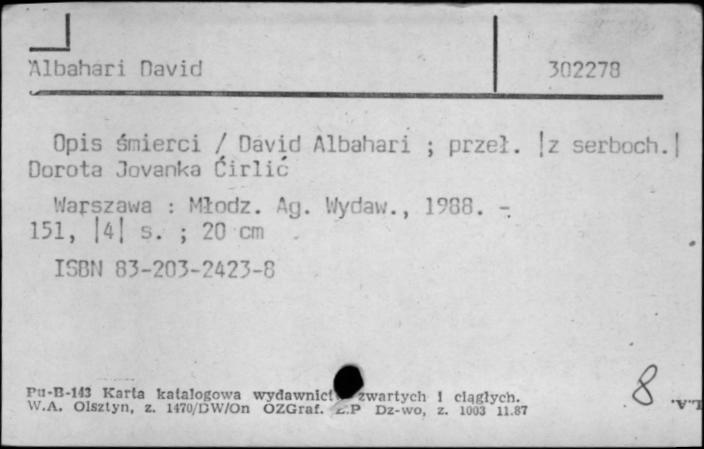 Albahari David 302278
Opis śmierci / David Albahari ; przeł. |z serboch.|
Dorota Jovanka Ćirlić
Warszawa : Młodz. Ag. Wydaw., 1988. -
151, |4| s. ; 20 cm
ISBN 83-203-2423-8
Pu-B-143 Karta katalogowa wydawnict zwartych i ciągłych.
W.A. Olsztyn, z. 1470/DW/On OZGraf. Z.P Dz-wo, z. 1003 11.87
8